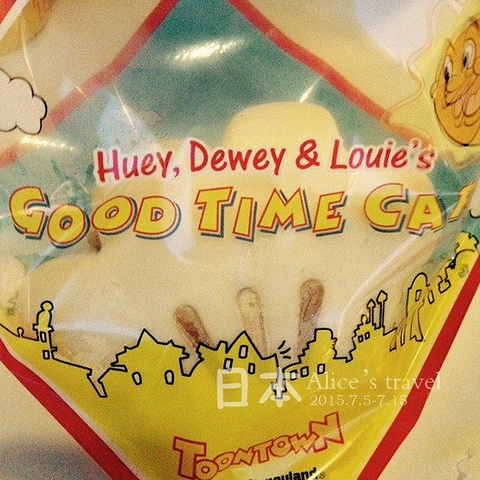 Huey, Dewey & Louie's
GOOD TIME CA
日本 Alice's travel
2015.7.5-7.15
TOONTOWN